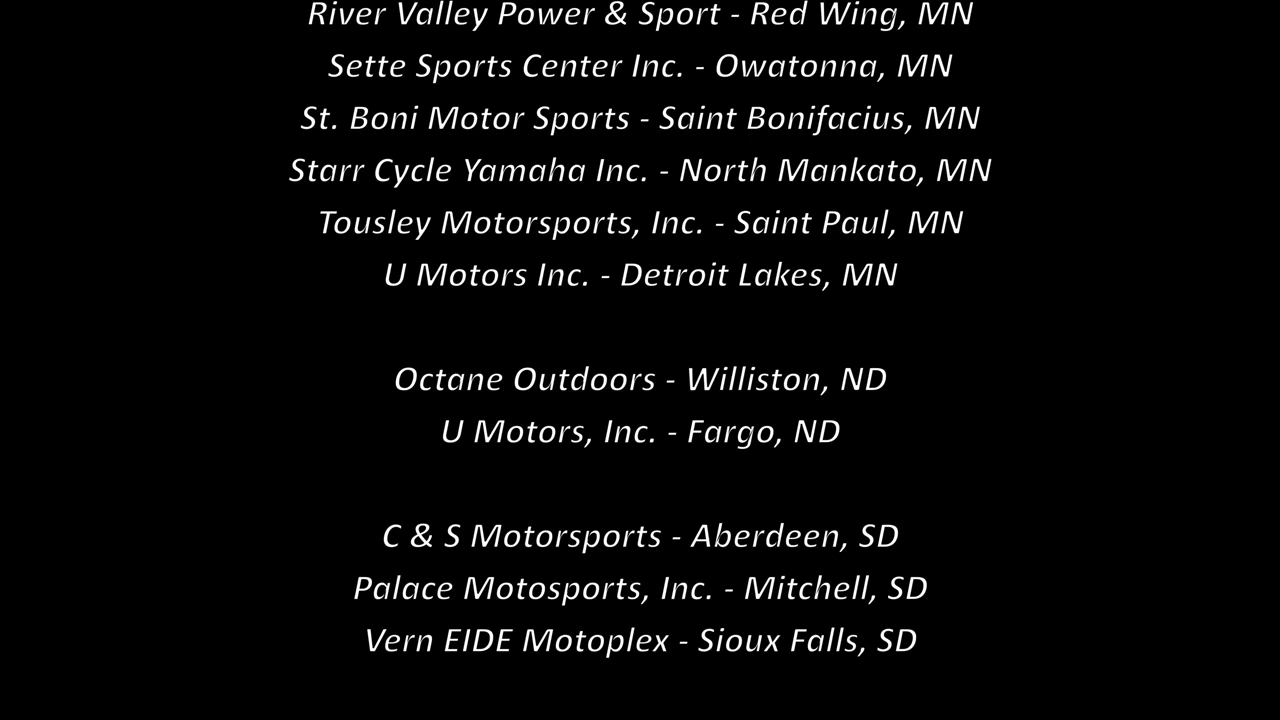 River Valley Power & Sport - Red Wing, MN
Sette Sports Center Inc. - Owatonna, MN
St. Boni Motor Sports - Saint Bonifacius, MN
Starr Cycle Yamaha Inc. - North Mankato, MN
Tousley Motorsports, Inc. - Saint Paul, MN
U Motors Inc. - Detroit Lakes, MN
Octane Outdoors - Williston, ND
U Motors, Inc. - Fargo, ND
C & S Motorsports - Aberdeen, SD
Palace Motosports, Inc. - Mitchell, SD
Vern EIDE Motoplex - Sioux Falls, SD